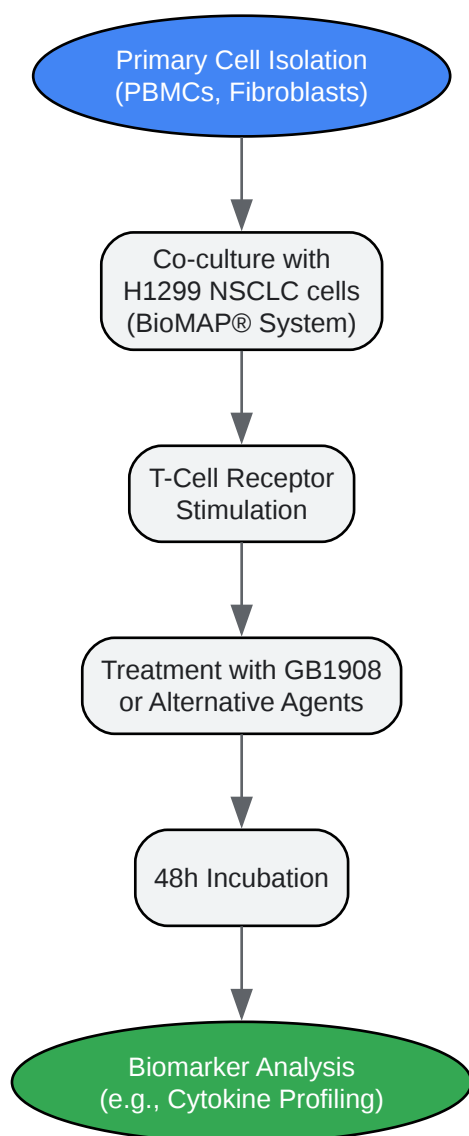 Primary Cell Isolation
(PBMCs, Fibroblasts)
Co-culture with
H1299 NSCLC cells
(BioMAP® System)
T-Cell Receptor
Stimulation
Treatment with GB1908
or Alternative Agents
48h Incubation
Biomarker Analysis
(e.g., Cytokine Profiling)